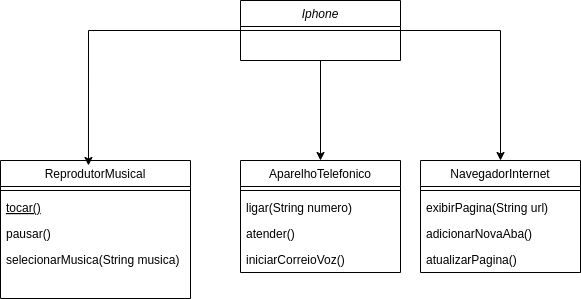 Iphone
ReprodutorMusical
tocar()
pausar()
selecionarMusica(String musica)
AparelhoTelefonico
ligar(String numero)
atender()
iniciarCorreioVoz()
NavegadorInternet
exibirPagina(String url)
adicionarNovaAba()
atualizarPagina()